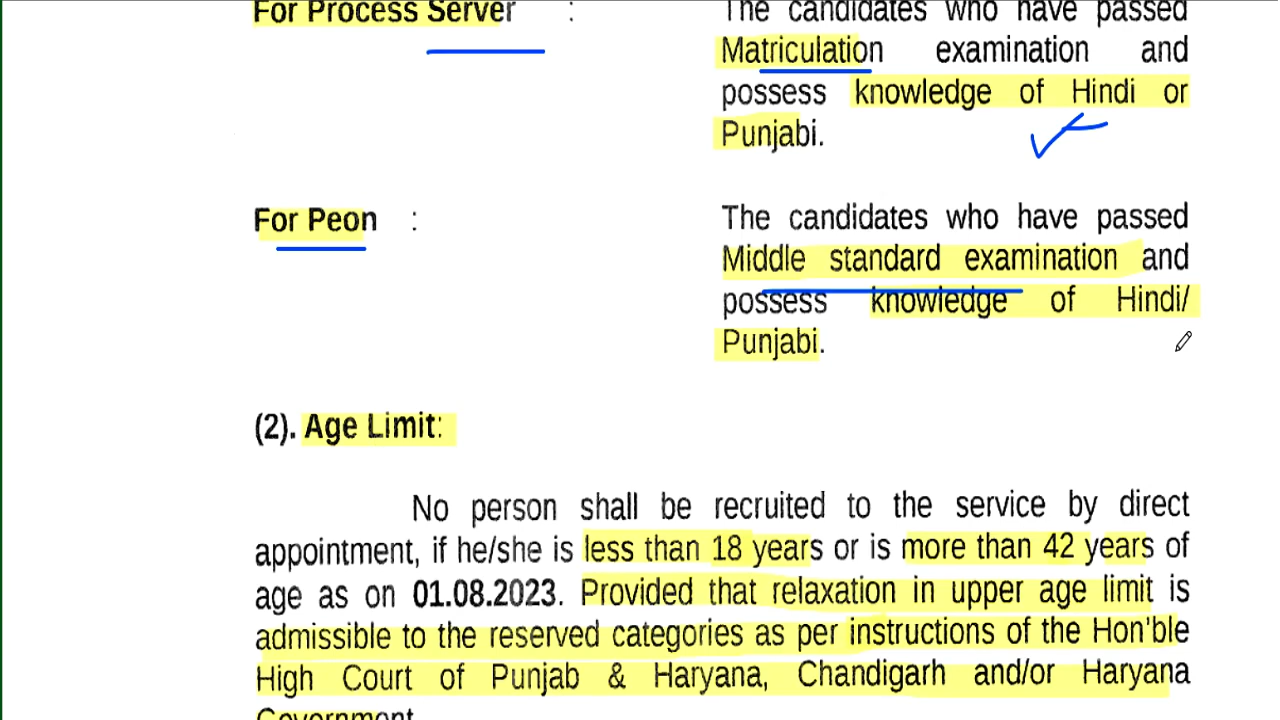 For Process Server : The candidates who have passed
Matriculation examination and
possess knowledge of Hindi or
Punjabi.
For Peon : The candidates who have passed
Middle standard examination and
possess knowledge of Hindi/
Punjabi.
(2). Age Limit:
No person shall be recruited to the service by direct
appointment, if he/she is less than 18 years or is more than 42 years of
age as on 01.08.2023. Provided that relaxation in upper age limit is
admissible to the reserved categories as per instructions of the Hon'ble
High Court of Punjab & Haryana, Chandigarh and/or Haryana
Government